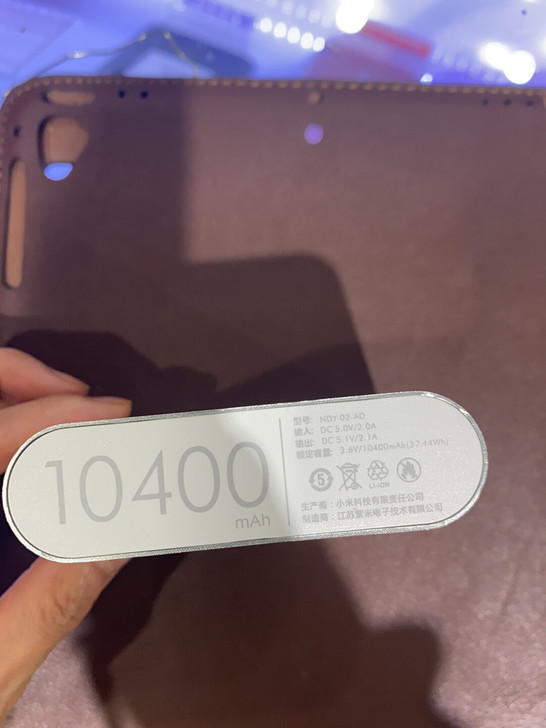 10400
mAh
型号: NDY-02-AD
输入: DC 5.0V/2.0A
输出: DC 5.1V/2.1A
额定容量: 3.6V/10400mAh(37.44Wh)
5
LI-ION
生产商：小米科技有限责任公司
制造商：江苏紫米电子技术有限公司